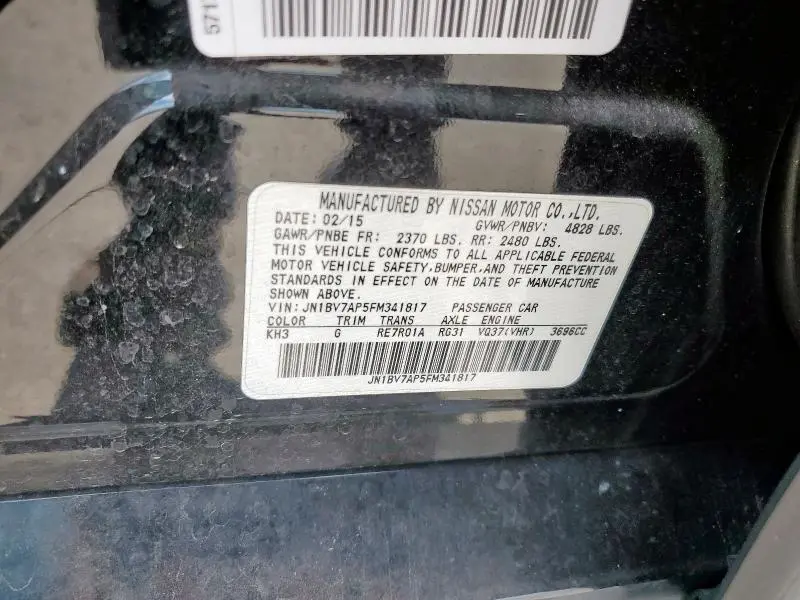 571
MANUFACTURED BY NISSAN MOTOR CO.,LTD.
DATE: 02/15 GVWR/PNBV: 4828 LBS.
GAWR/PNBE FR: 2370 LBS. RR: 2480 LBS.
THIS VEHICLE CONFORMS TO ALL APPLICABLE FEDERAL
MOTOR VEHICLE SAFETY,BUMPER,AND THEFT PREVENTION
STANDARDS IN EFFECT ON THE DATE OF MANUFACTURE
SHOWN ABOVE.
VIN:JN1BV7AP5FM341817 PASSENGER CAR
COLOR TRIM TRANS AXLE ENGINE
KH3 G RE7R01A RG31 VQ37(VHR) 3696CC
JN1BV7AP5FM341817